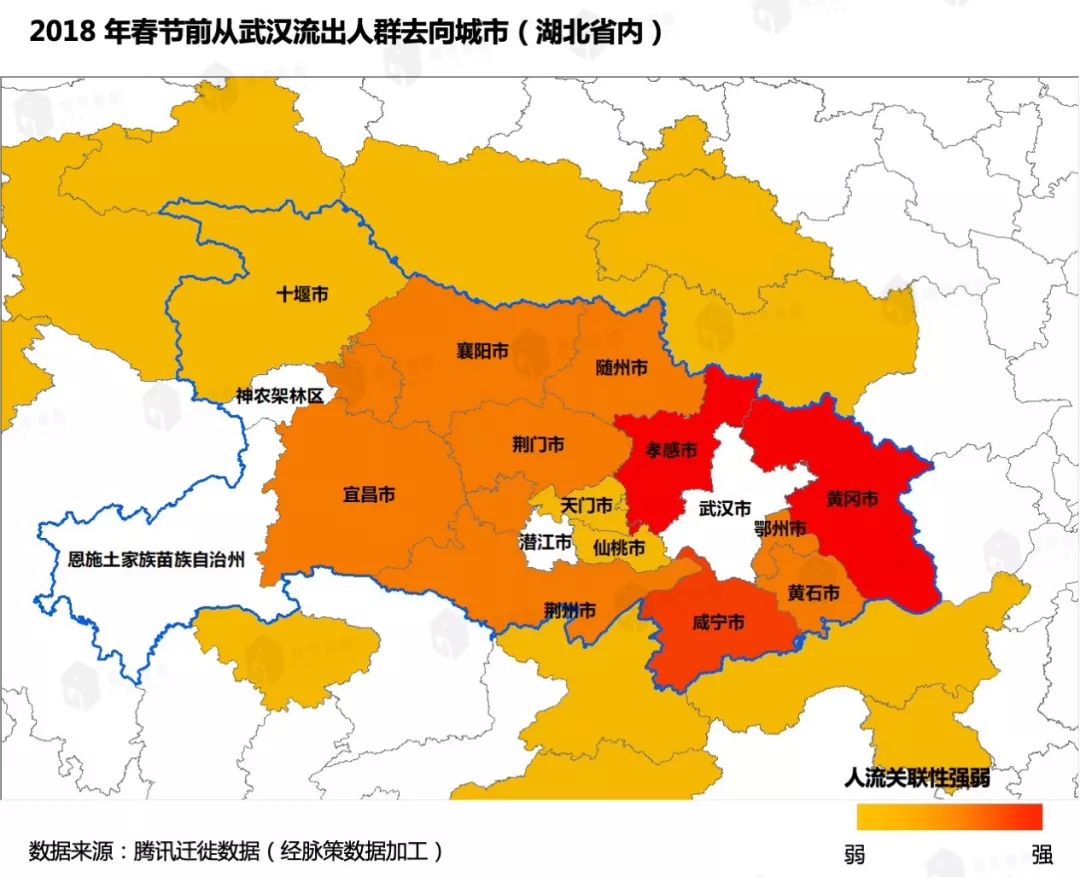 2018 年春节前从武汉流出人群去向城市（湖北省内）
十堰市
襄阳市
随州市
神农架林区
荆门市
孝感市
宜昌市
天门市
武汉市
黄冈市
鄂州市
潜江市
仙桃市
恩施土家族苗族自治州
黄石市
荆州市
咸宁市
人流关联性强弱
弱
强
数据来源：腾讯迁徙数据（经脉策数据加工）